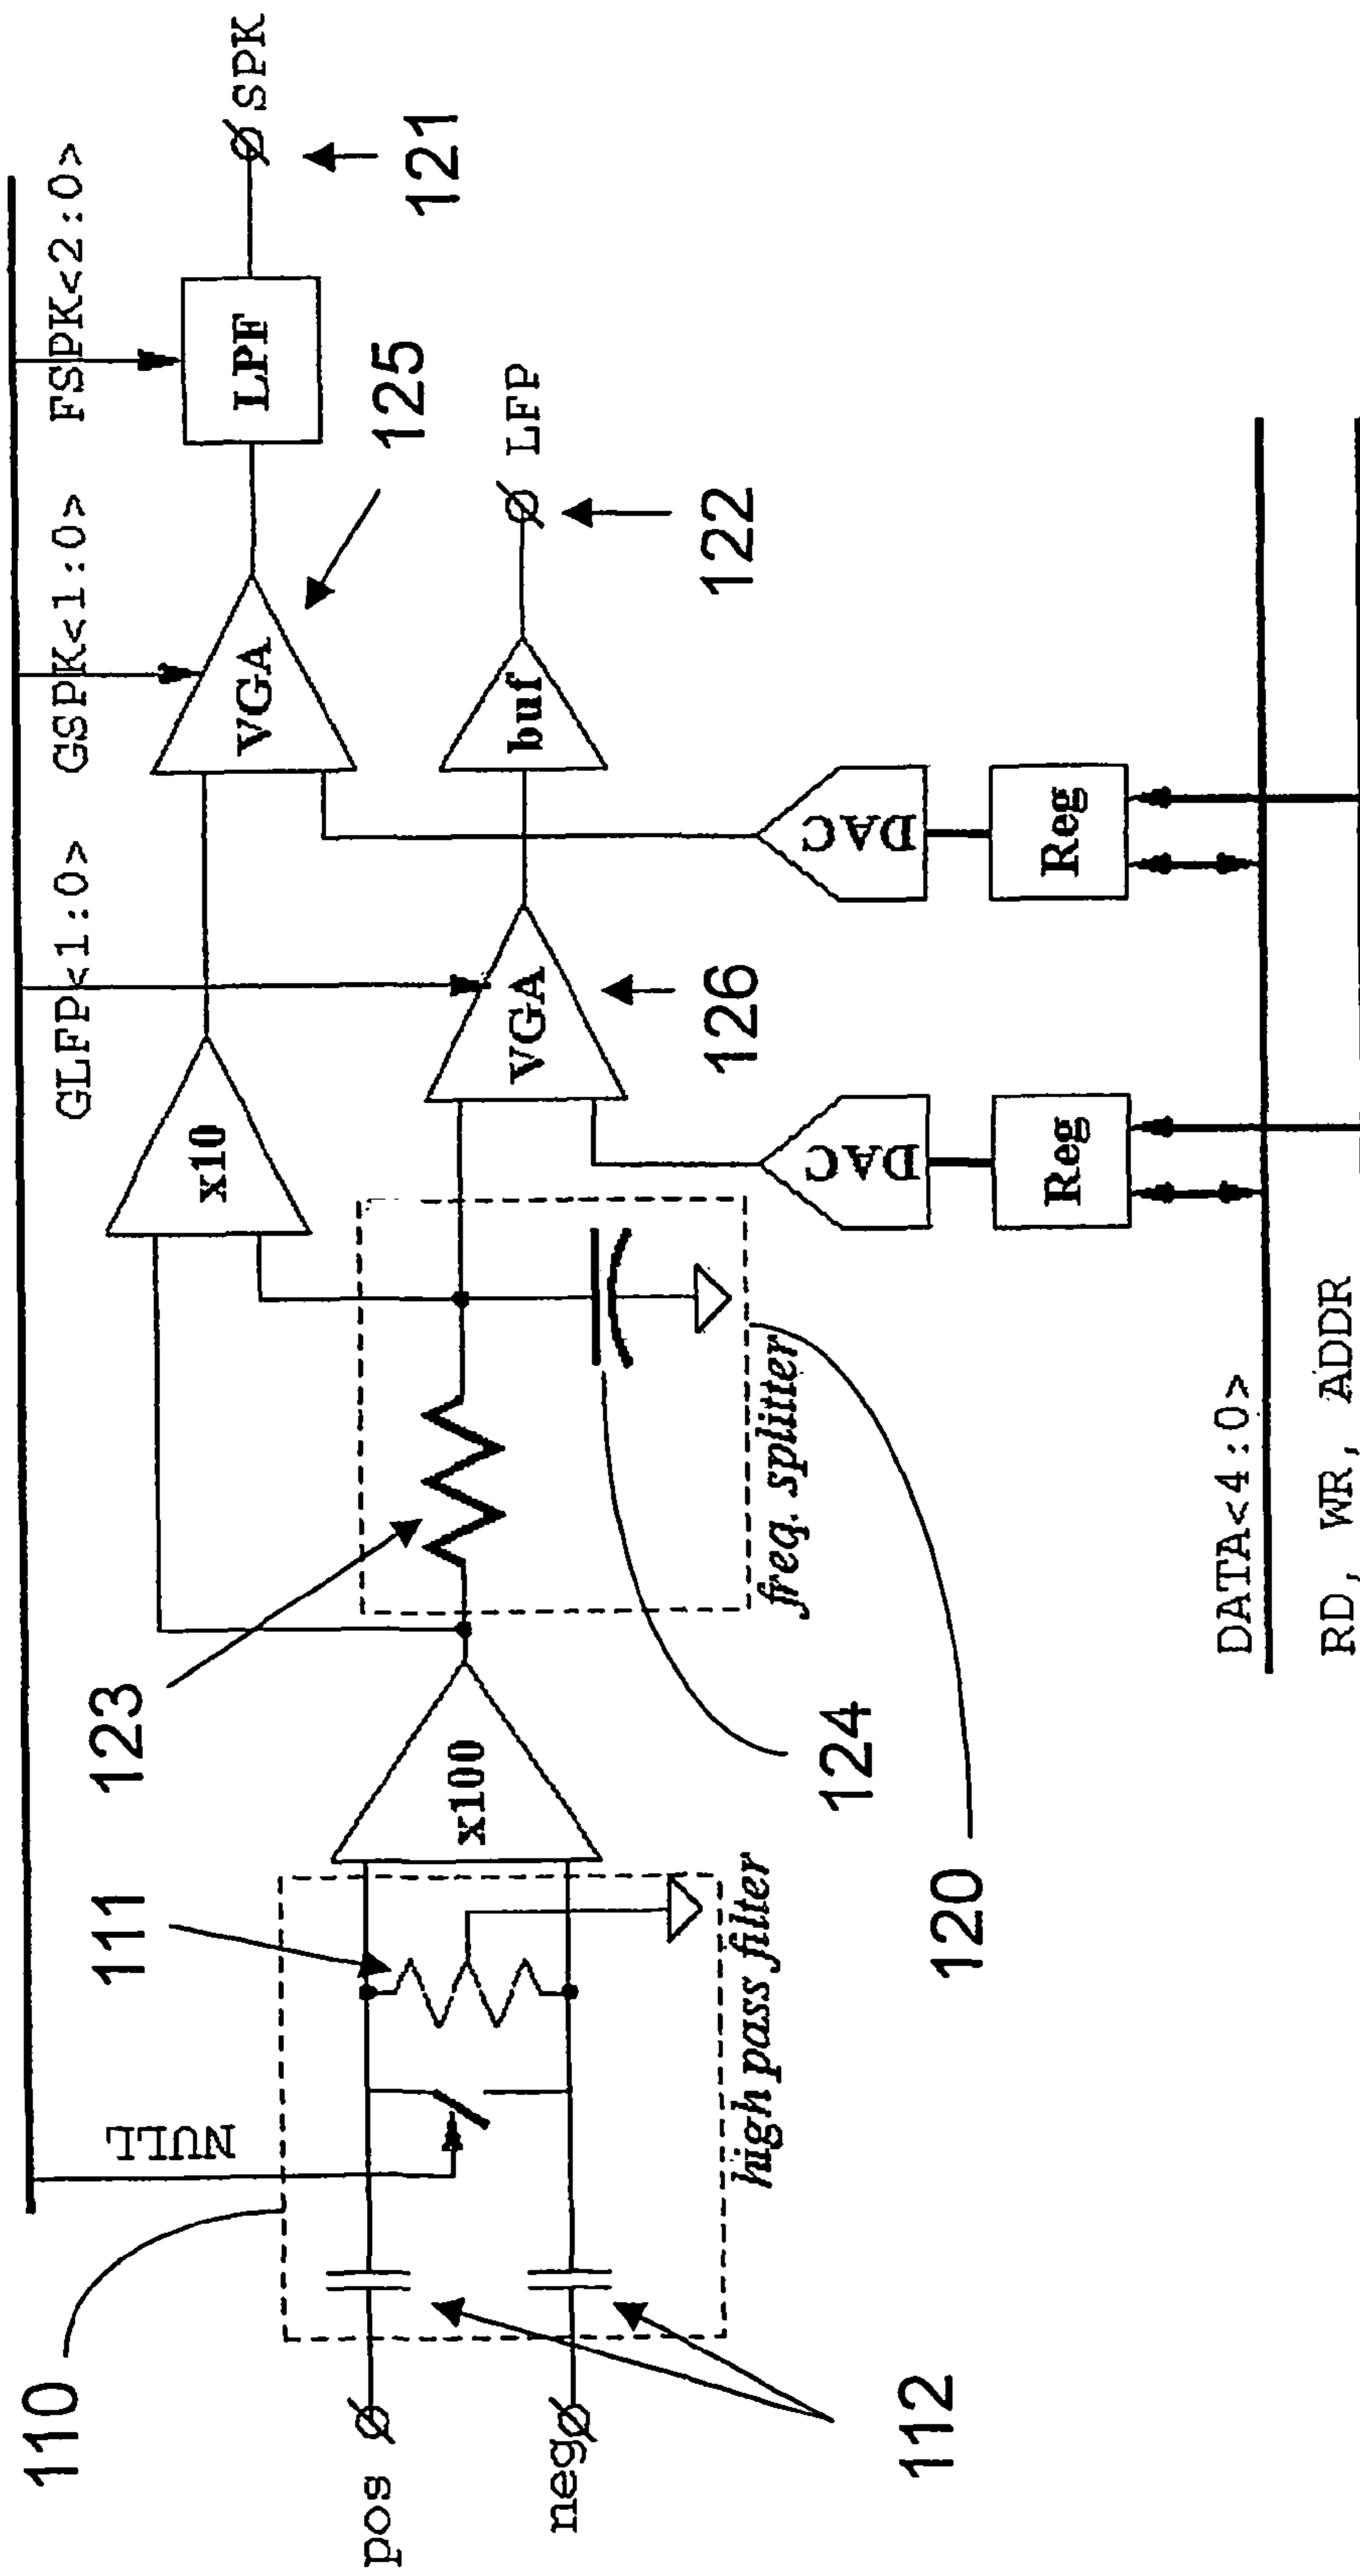 110
pos
neg
112
NULL
high pass filter
111
x100
123
124
120
freq. splitter
x10
GLFP<1:0>
GSPK<1:0>
FSPK<2:0>
VGA
126
VGA
125
buf
LPF
SPK
121
LFP
122
DAC
DAC
Reg
Reg
DATA<4:0>
RD, WR, ADDR